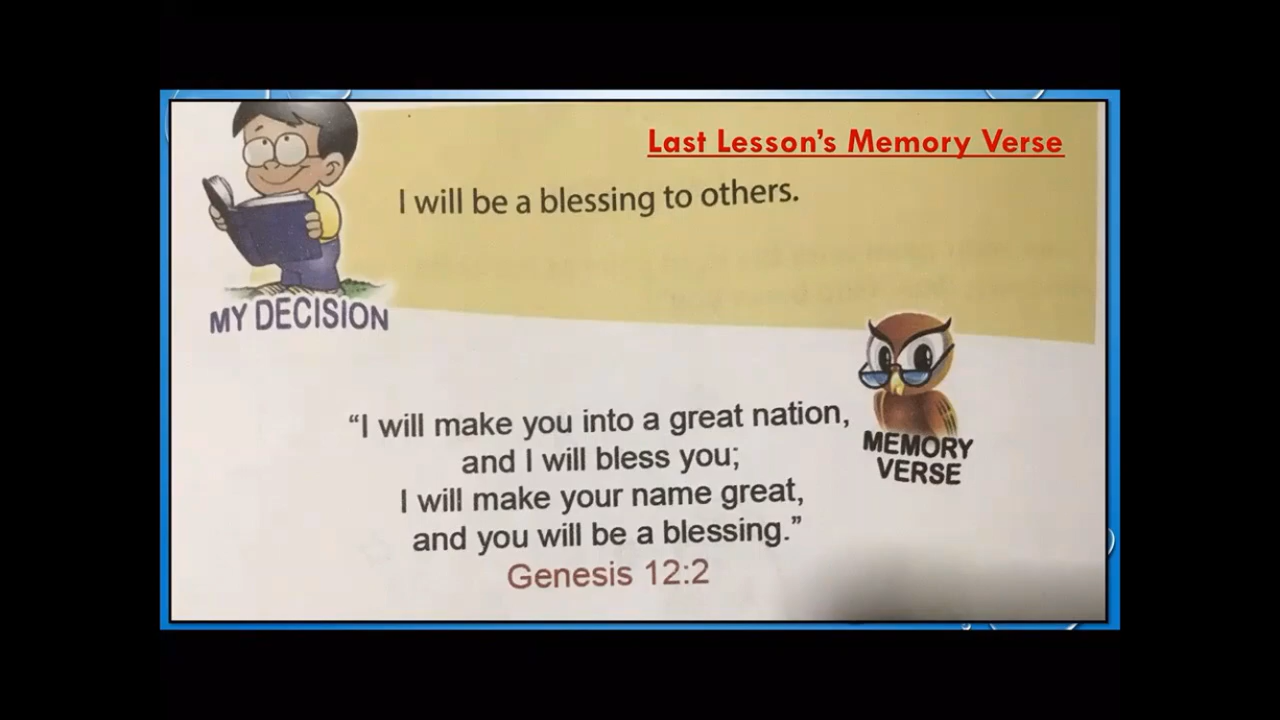 Last Lesson's Memory Verse
I will be a blessing to others.
MY DECISION
“I will make you into a great nation,
and I will bless you;
I will make your name great,
and you will be a blessing.”
Genesis 12:2
MEMORY
VERSE